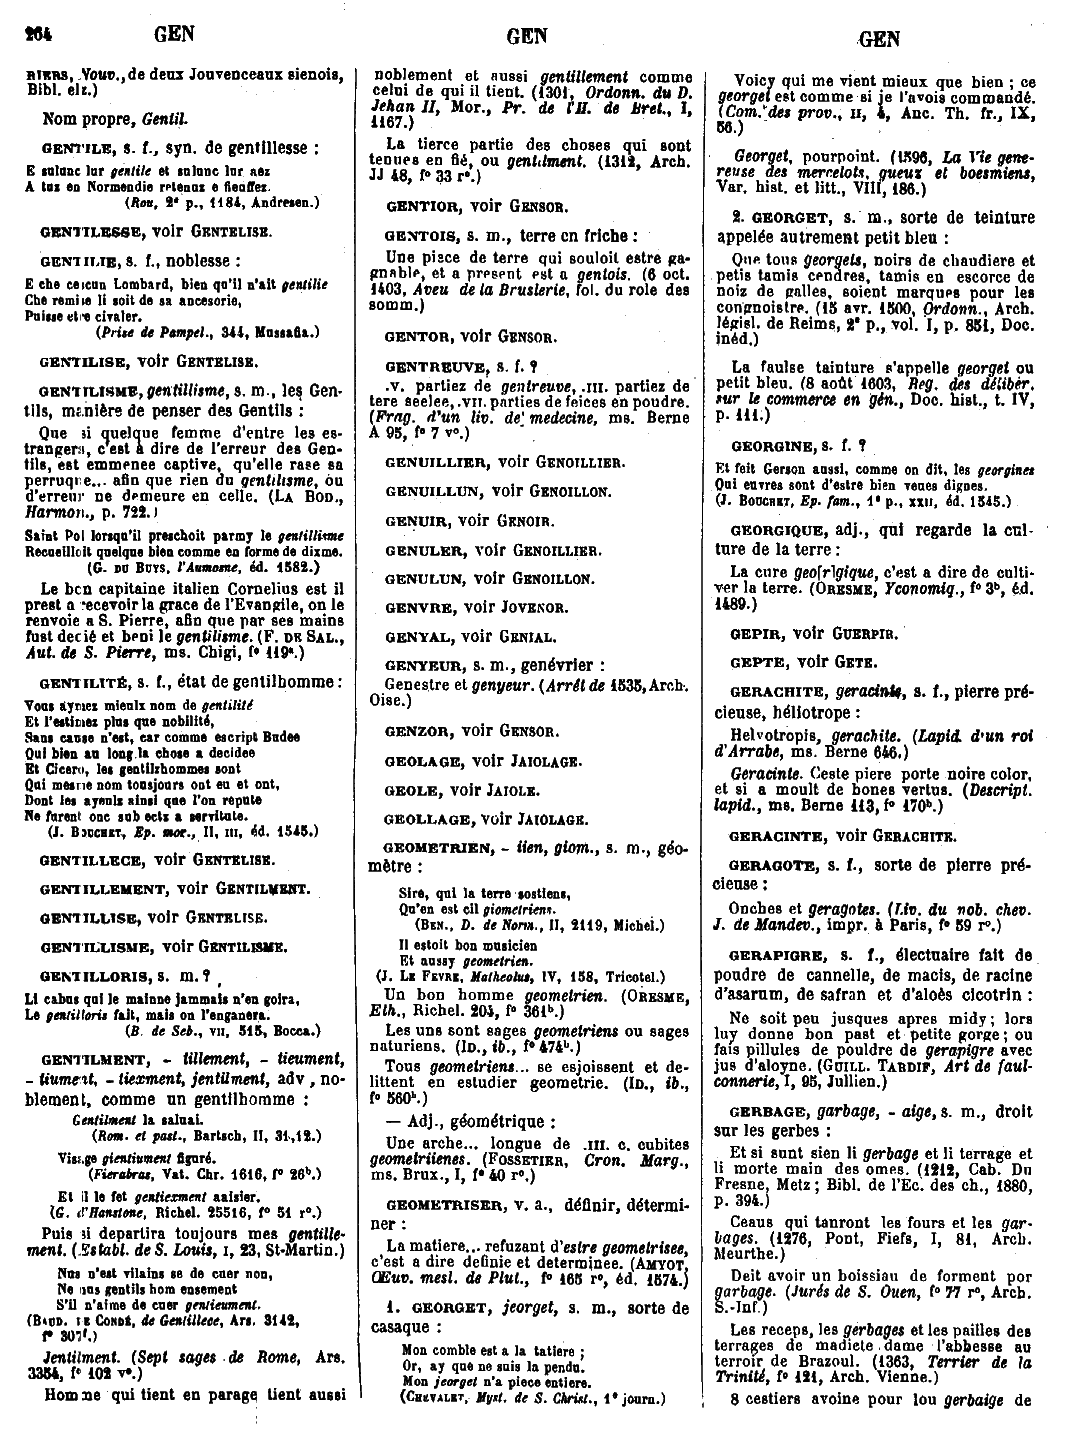 264 GEN GEN GEN
RIERS, Nouv., de deux Jouvenceaux sienois,
Bibl. elz.)
Nom propre, Gentil.
GENTILE, s. f., syn. de gentillesse :
E salanc lur gentile et salanc lur nez
A tuz en Normendie retenuz e fieuffez.
(Rou, 2e p., 1184, Andresen.)
GENTILESSE, voir GENTELISE.
GENTILIE, s. f., noblesse :
E che cescun Lombard, bien qu'il n'ait gentilie
Che remise li soit de sa ancesorie,
Puisse etre civaler.
(Prise de Pampel., 344, Mussafia.)
GENTILISE, voir GENTELISE.
GENTILISME, gentillisme, s. m., les Gen-
tils, manière de penser des Gentils :
Que si quelque femme d'entre les es-
trangers, c'est à dire de l'erreur des Gen-
tils, est emmenee captive, qu'elle rase sa
perruque... afin que rien du gentilisme, ou
d'erreur ne demeure en celle. (LA BOD.,
Harmon., p. 722.)
Saint Pol lorsqu'il preschoit parmy le gentillisme
Recueilloit quelque bien comme en forme de dixme.
(G. DU BUYS, l'Aumosne, éd. 1582.)
Le bon capitaine italien Cornelius est il
prest a recevoir la grace de l'Evangile, on le
renvoie a S. Pierre, afin que par ses mains
fust decié et beni le gentilisme. (F. DE SAL.,
Aut. de S. Pierre, ms. Chigi, fo 119a.)
GENTILITÉ, s. f., état de gentilhomme :
Vous aymez mieulx nom de gentilité
Et l'estimez plus que nobilité,
Sans cause n'est, car comme escript Budee
Qui bien au long la chose a decidee
Et Cicero, les gentilzhommes sont
Qui mesme nom tousjours ont eu et ont,
Dont les ayeulx ainsi que l'on repute
Ne furent onc subjectz a servitute.
(J. BOUCHET, Ep. mor., II, III, éd. 1545.)
GENTILLECE, voir GENTELISE.
GENTILLEMENT, voir GENTILMENT.
GENTILLISE, voir GENTELISE.
GENTILLISME, voir GENTILISME.
GENTILLORIS, s. m. ?
Li cabus qui le mainne jammais n'en goira,
Le gentilloris fait, mais on l'enganera.
(B. de Seb., VII, 515, Bocca.)
GENTILMENT, - tillement, - tieument,
- tiument, - tiexment, jentilment, adv., no-
blement, comme un gentilhomme :
Gentilment la saluai.
(Rom. et past., Bartsch, II, 31,12.)
Visage gientiument figuré.
(Fierabras, Vat. Chr. 1616, fo 26b.)
Et il le fet gentiexment aaisier.
(G. d'Hanstone, Richel. 25516, fo 51 ro.)
Puis si departira toujours mes gentille-
ment. (Establ. de S. Louis, I, 23, St-Martin.)
Nus n'est vilains se de cuer non,
Ne nus gentils hom ensement
S'il n'aime de cuer gentieument.
(BAUD. DE CONDÉ, de Gentillece, Ars. 3142,
fo 307f.)
Jentilment. (Sept sages de Rome, Ars.
3354, fo 102 vo.)
Homme qui tient en parage tient aussi
noblement et aussi gentillement comme
celui de qui il tient. (1301, Ordonn. du D.
Jehan II, Mor., Pr. de l'H. de Bret., I,
1167.)
La tierce partie des choses qui sont
tenues en fié, ou gentilment. (1312, Arch.
JJ 48, fo 33 ro.)
GENTIOR, voir GENSOR.
GENTOIS, s. m., terre en friche :
Une piece de terre qui souloit estre ga-
gnable, et a present est a gentois. (6 oct.
1403, Aveu de la Bruslerie, fol. du role des
somm.)
GENTOR, voir GENSOR.
GENTREUVE, s. f. ?
.V. partiez de gentreuve, .III. partiez de
tere seelee, .VII. parties de feices en poudre.
(Frag. d'un liv. de medecine, ms. Berne
A 95, fo 7 vo.)
GENUILLIER, voir GENOILLIER.
GENUILLUN, voir GENOILLON.
GENUIR, voir GENOIR.
GENULER, voir GENOILLIER.
GENULUN, voir GENOILLON.
GENVRE, voir JOVENOR.
GENYAL, voir GENIAL.
GENYEUR, s. m., genévrier :
Genestre et genyeur. (Arrêt de 1535, Arch.
Oise.)
GENZOR, voir GENSOR.
GEOLAGE, voir JAIOLAGE.
GEOLE, voir JAIOLE.
GEOLLAGE, voir JAIOLAGE.
GEOMETRIEN, - iien, giom., s. m., géo-
mètre :
Sire, qui la terre sostiens,
Qu'en est cil giometriens.
(BEN., D. de Norm., II, 2119, Michel.)
Il estoit bon musicien
Et aussy geometrien.
(J. LE FEVRE, Matheolus, IV, 158, Tricotel.)
Un bon homme geometrien. (ORESME,
Eth., Richel. 204, fo 361b.)
Les uns sont sages geometriens ou sages
naturiens. (ID., ib., fo 474b.)
Tous geometriens... se esjoissent et de-
littent en estudier geometrie. (ID., ib.,
fo 560b.)
— Adj., géométrique :
Une arche... longue de .III. c. cubites
geometriienes. (FOSSETIER, Cron. Marg.,
ms. Brux., I, fo 40 ro.)
GEOMETRISER, v. a., définir, détermi-
ner :
La matiere... refuzant d'estre geometrisee,
c'est a dire definie et determinee. (AMYOT,
Œuv. mesl. de Plut., fo 165 ro, éd. 1574.)
1. GEORGET, jeorget, s. m., sorte de
casaque :
Mon comble est a la tatiere ;
Or, ay que ne suis la pendu.
Mon jeorget n'a piece entiere.
(CHEVALET, Myst. de S. Christ., 1e journ.)
Voicy qui me vient mieux que bien ; ce
georget est comme si je l'avois commandé.
(Com. des prov., II, 4, Anc. Th. fr., IX,
56.)
Georget, pourpoint. (1596, La Vie gene-
reuse des mercelots, gueux et boesmiens,
Var. hist. et litt., VIII, 186.)
2. GEORGET, s. m., sorte de teinture
appelée autrement petit bleu :
Que tous georgets, noirs de chaudiere et
petis tamis cendres, tamis en escorce de
noiz de galles, soient marques pour les
congnoistre. (15 avr. 1500, Ordonn., Arch.
législ. de Reims, 2e p., vol. I, p. 851, Doc.
inéd.)
La faulse tainture s'appelle georget ou
petit bleu. (8 août 1603, Reg. des délibér.
sur le commerce en gén., Doc. hist., t. IV,
p. III.)
GEORGINE, s. f. ?
Et feit Gerson aussi, comme on dit, les georgines
Qui euvres sont d'estre bien veues dignes.
(J. BOUCHET, Ep. fam., 1e p., XXII, éd. 1545.)
GEORGIQUE, adj., qui regarde la cul-
ture de la terre :
La cure geo[r]gique, c'est a dire de culti-
ver la terre. (ORESME, Yconomiq., fo 3b, éd.
1489.)
GEPIR, voir GUERPIR.
GEPTE, voir GETE.
GERACHITE, geracinte, s. f., pierre pré-
cieuse, héliotrope :
Helvotropis, gerachite. (Lapid. d'un roi
d'Arrabe, ms. Berne 646.)
Geracinte. Ceste piere porte noire color,
et si a moult de bones vertus. (Descript.
lapid., ms. Berne 113, fo 170b.)
GERACINTE, voir GERACHITE.
GERAGOTE, s. f., sorte de pierre pré-
cieuse :
Onches et geragotes. (Liv. du nob. chev.
J. de Mandev., impr. à Paris, fo 59 ro.)
GERAPIGRE, s. f., électuaire fait de
poudre de cannelle, de macis, de racine
d'asarum, de safran et d'aloès cicotrin :
Ne soit peu jusques apres midy ; lors
luy donne bon past et petite gorge ; ou
fais pillules de pouldre de gerapigre avec
jus d'aloyne. (GUILL. TARDIF, Art de faul-
connerie, I, 95, Jullien.)
GERBAGE, garbage, - aige, s. m., droit
sur les gerbes :
Et si sunt sien li gerbage et li terrage et
li morte main des omes. (1212, Cab. Du
Fresne, Metz ; Bibl. de l'Ec. des ch., 1880,
p. 394.)
Ceaus qui tanront les fours et les gar-
bages. (1276, Pont, Fiefs, I, 81, Arch.
Meurthe.)
Deit avoir un boissiau de forment por
garbage. (Jurés de S. Ouen, fo 77 ro, Arch.
S.-Inf.)
Les receps, les gerbages et les pailles des
terrages de madiete dame l'abbesse au
terroir de Brazoul. (1363, Terrier de la
Trinité, fo 121, Arch. Vienne.)
8 cestiers avoine pour lou gerbaige de